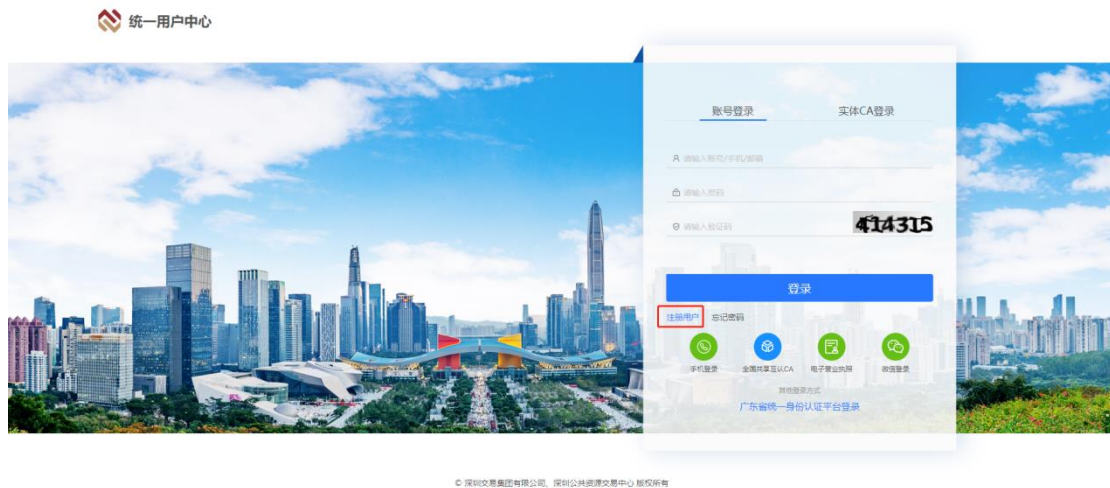 统一用户中心
账号登录 实体CA登录
请输入账号/手机/邮箱
请输入密码
请输入验证码 414315
登录
注册用户 忘记密码
手机登录 全国共享互认CA 电子营业执照 微信登录
其他登录方式
广东省统一身份认证平台登录
© 深圳交易集团有限公司、深圳公共资源交易中心 版权所有